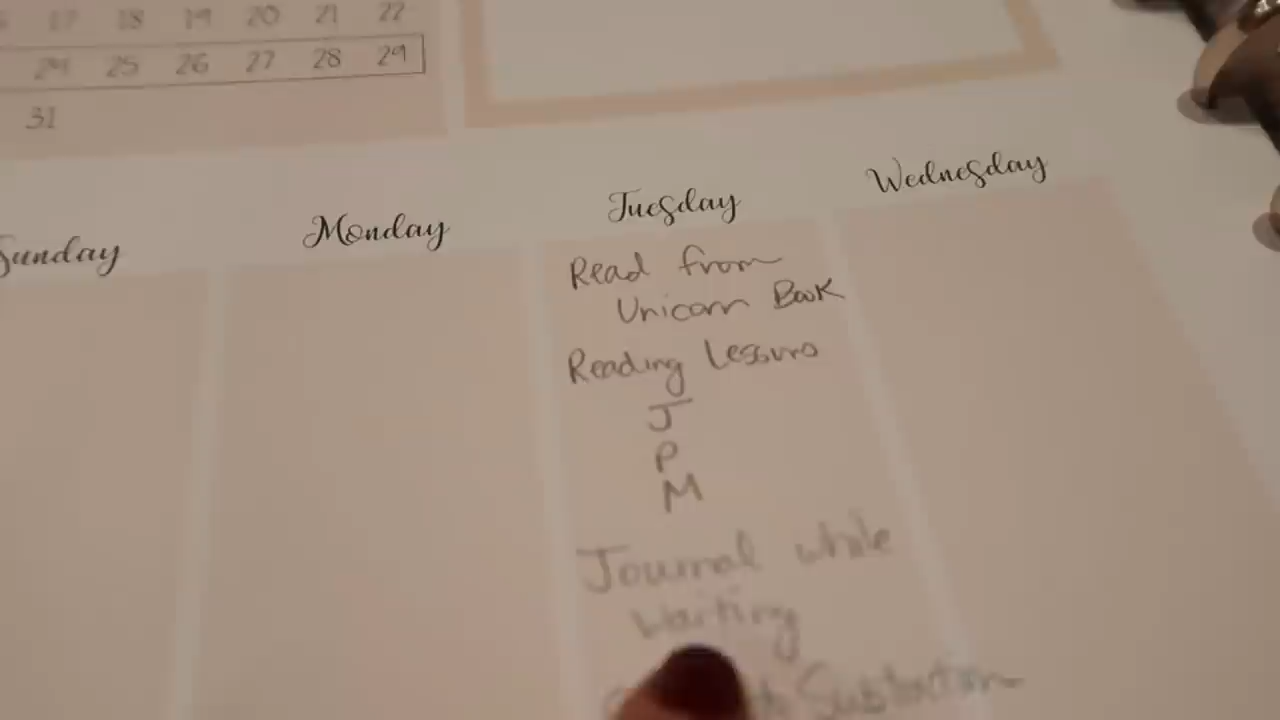 17 18 19 20 21 22
24 25 26 27 28 29
31
Sunday Monday Tuesday Wednesday
Read from
Unicorn Book
Reading Lessons
J
P
M
Journal while
waiting
Subtraction